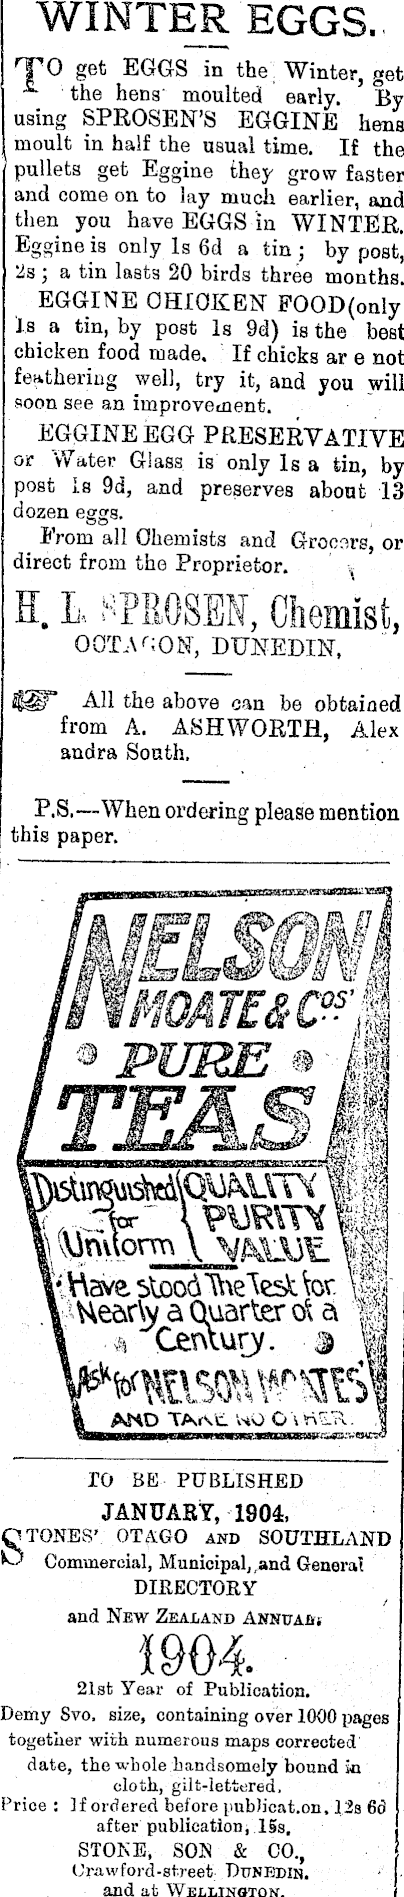 WINTER EGGS.
TO get EGGS in the Winter, get
the hens moulted early. By
using SPROSEN'S EGGINE hens
moult in half the usual time. If the
pullets get Eggine they grow faster
and come on to lay much earlier, and
then you have EGGS in WINTER.
Eggine is only 1s 6d a tin; by post,
2s; a tin lasts 20 birds three months.
EGGINE CHICKEN FOOD (only
1s a tin, by post 1s 9d) is the best
chicken food made. If chicks ar e not
feathering well, try it, and you will
soon see an improvement.
EGGINE EGG PRESERVATIVE
or Water Glass is only 1s a tin, by
post 1s 9d, and preserves about 13
dozen eggs.
From all Chemists and Grocers, or
direct from the Proprietor.
H. L. SPROSEN, Chemist,
OCTAGON, DUNEDIN,
All the above can be obtained
from A. ASHWORTH, Alex
andra South.
P.S.—When ordering please mention
this paper.
NELSON
MOATE & Cos'.
PURE
TEAS
Distinguished QUALITY
for PURITY
Uniform VALUE
Have stood The Test for
Nearly a Quarter of a
Century.
Ask for NELSON MOATES'
AND TAKE NO OTHER.
TO BE PUBLISHED
JANUARY, 1904,
STONES' OTAGO AND SOUTHLAND
Commercial, Municipal, and General
DIRECTORY
and NEW ZEALAND ANNUAL,
1904.
21st Year of Publication.
Demy 8vo. size, containing over 1000 pages
together with numerous maps corrected
date, the whole handsomely bound in
cloth, gilt-lettered.
Price: If ordered before publicat.on, 12s 6d
after publication, 15s.
STONE, SON & CO.,
Crawford-street DUNEDIN.
and at WELLINGTON.